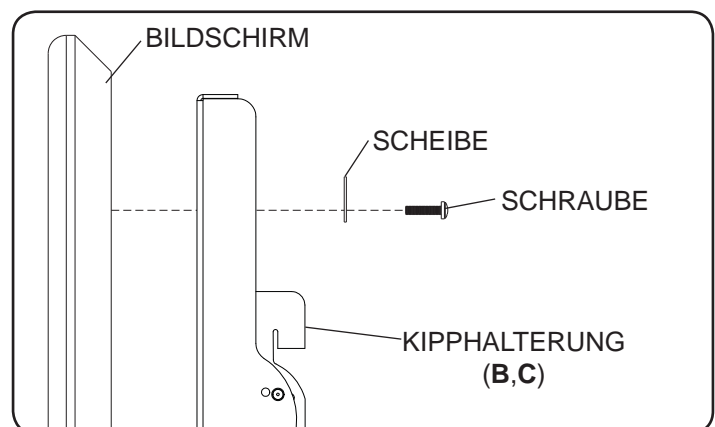 BILDSCHIRM
SCHEIBE
SCHRAUBE
KIPPHALTERUNG
(B,C)